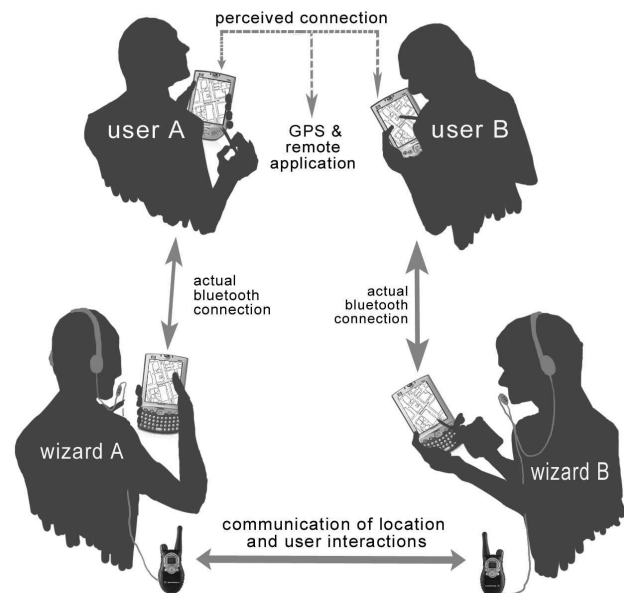 perceived connection
user A
user B
GPS &
remote
application
actual
bluetooth
connection
actual
bluetooth
connection
wizard A
wizard B
communication of location
and user interactions